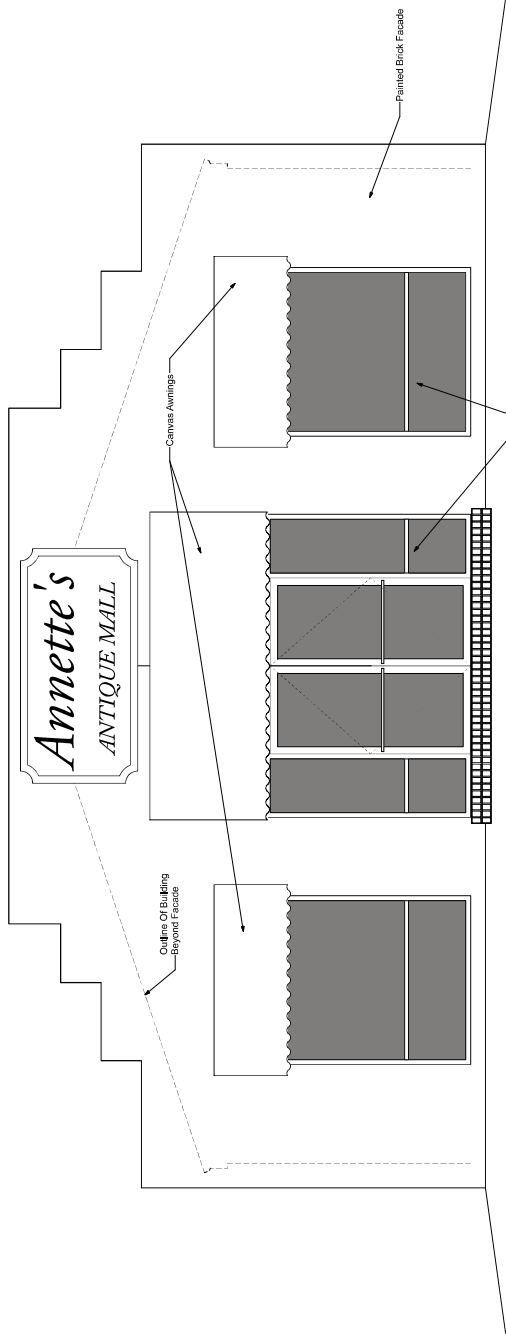 Annette's
ANTIQUE MALL
Outline Of Building
Beyond Facade
Canvas Awnings
Painted Brick Facade